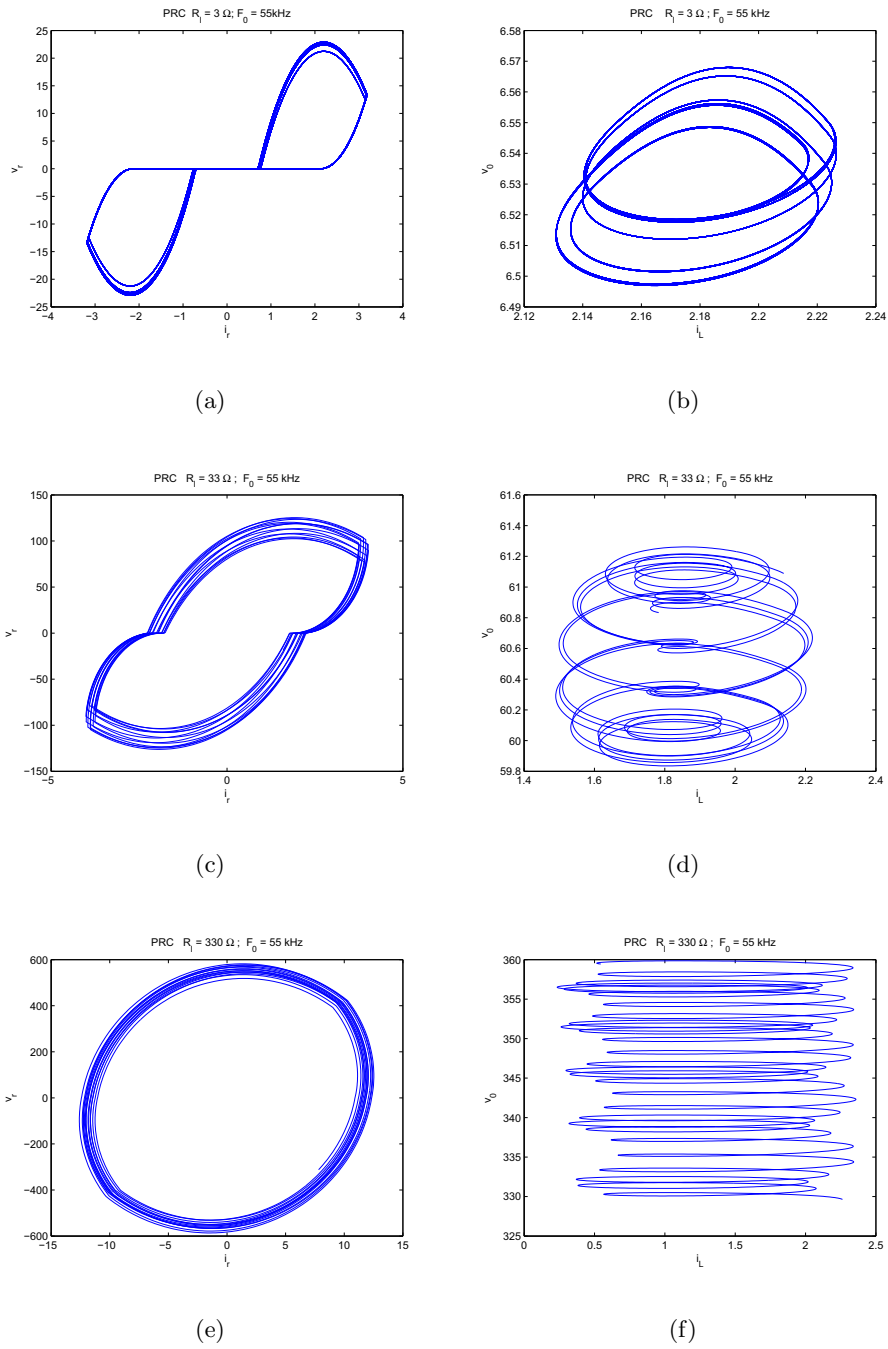 PRC R_l = 3 Ω; F_0 = 55kHz
25
20
15
10
5
0
−5
−10
−15
−20
−25
v_r
−4 −3 −2 −1 0 1 2 3 4
i_r
(a)
PRC R_l = 3 Ω ; F_0 = 55 kHz
6.58
6.57
6.56
6.55
6.54
6.53
6.52
6.51
6.5
6.49
v_0
2.12 2.14 2.16 2.18 2.2 2.22 2.24
i_L
(b)
PRC R_l = 33 Ω ; F_0 = 55 kHz
150
100
50
0
−50
−100
−150
v_r
−5 0 5
i_r
(c)
PRC R_l = 33 Ω ; F_0 = 55 kHz
61.6
61.4
61.2
61
60.8
60.6
60.4
60.2
60
59.8
v_0
1.4 1.6 1.8 2 2.2 2.4
i_L
(d)
PRC R_l = 330 Ω ; F_0 = 55 kHz
600
400
200
0
−200
−400
−600
v_r
−15 −10 −5 0 5 10 15
i_r
(e)
PRC R_l = 330 Ω ; F_0 = 55 kHz
360
355
350
345
340
335
330
325
v_0
0 0.5 1 1.5 2 2.5
i_L
(f)